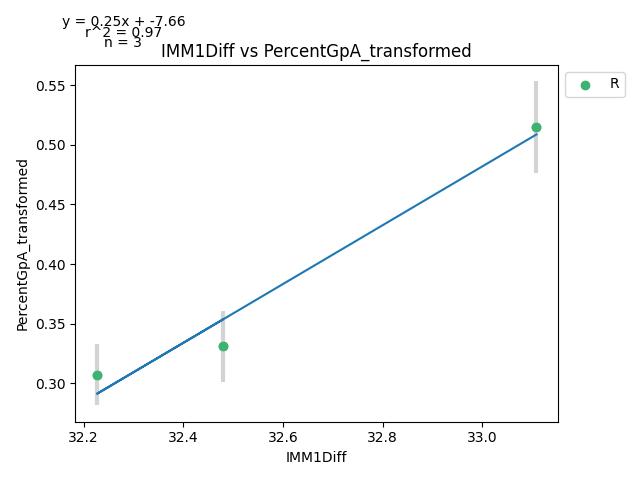 y = 0.25x + -7.66
r^2 = 0.97
n = 3
IMM1Diff vs PercentGpA_transformed
R
PercentGpA_transformed
0.55
0.50
0.45
0.40
0.35
0.30
32.2 32.4 32.6 32.8 33.0
IMM1Diff